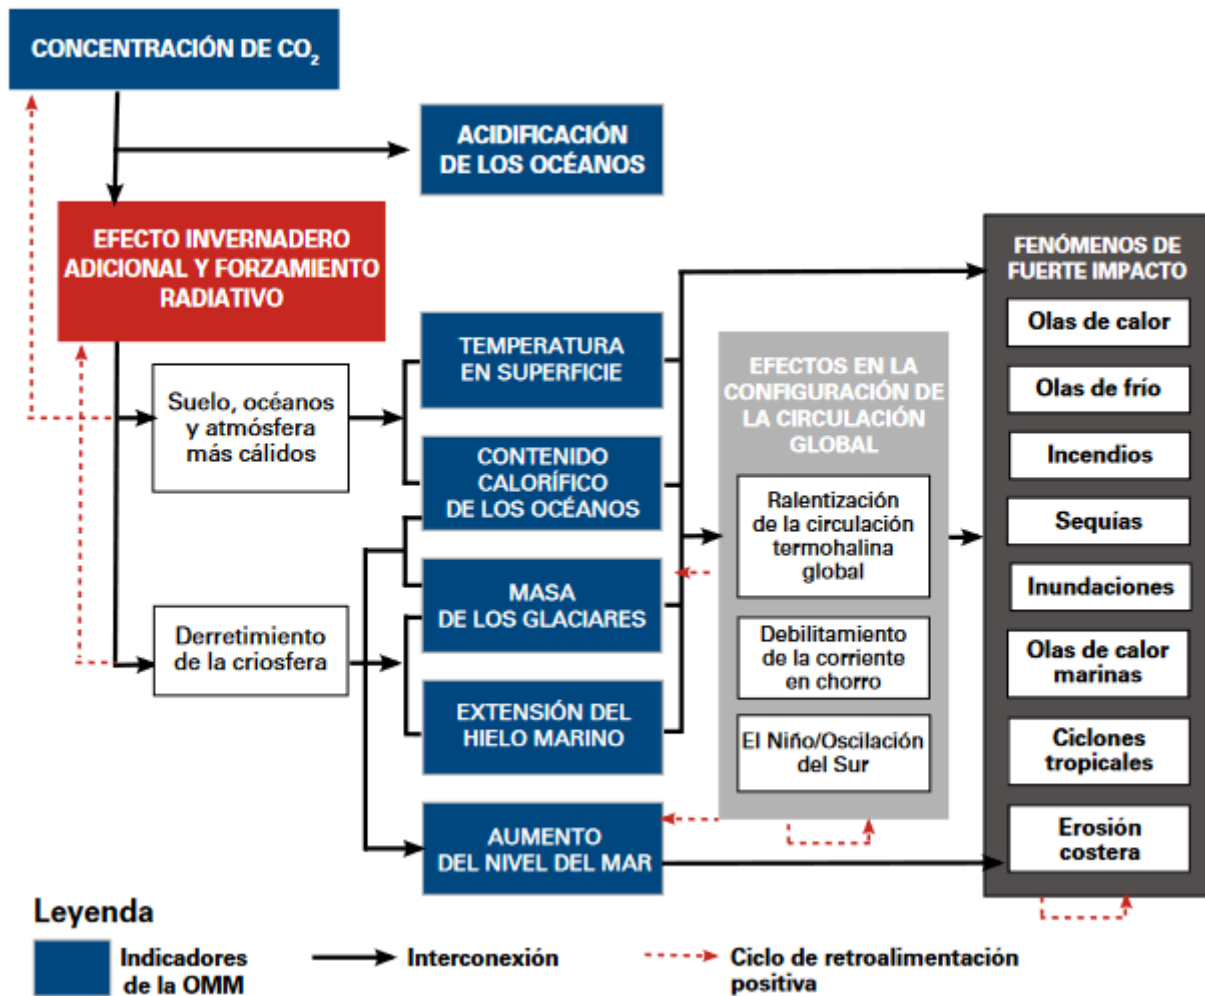 CONCENTRACIÓN DE CO₂
ACIDIFICACIÓN
DE LOS OCÉANOS
EFECTO INVERNADERO
ADICIONAL Y FORZAMIENTO
RADIATIVO
Suelo, océanos
y atmósfera
más cálidos
Derretimiento
de la criosfera
TEMPERATURA
EN SUPERFICIE
CONTENIDO
CALORÍFICO
DE LOS OCÉANOS
MASA
DE LOS GLACIARES
EXTENSIÓN DEL
HIELO MARINO
AUMENTO
DEL NIVEL DEL MAR
EFECTOS EN LA
CONFIGURACIÓN DE
LA CIRCULACIÓN
GLOBAL
Ralentización
de la circulación
termohalina
global
Debilitamiento
de la corriente
en chorro
El Niño/Oscilación
del Sur
FENÓMENOS DE
FUERTE IMPACTO
Olas de calor
Olas de frío
Incendios
Sequías
Inundaciones
Olas de calor
marinas
Ciclones
tropicales
Erosión
costera
Leyenda
Indicadores
de la OMM
Interconexión
Ciclo de retroalimentación
positiva